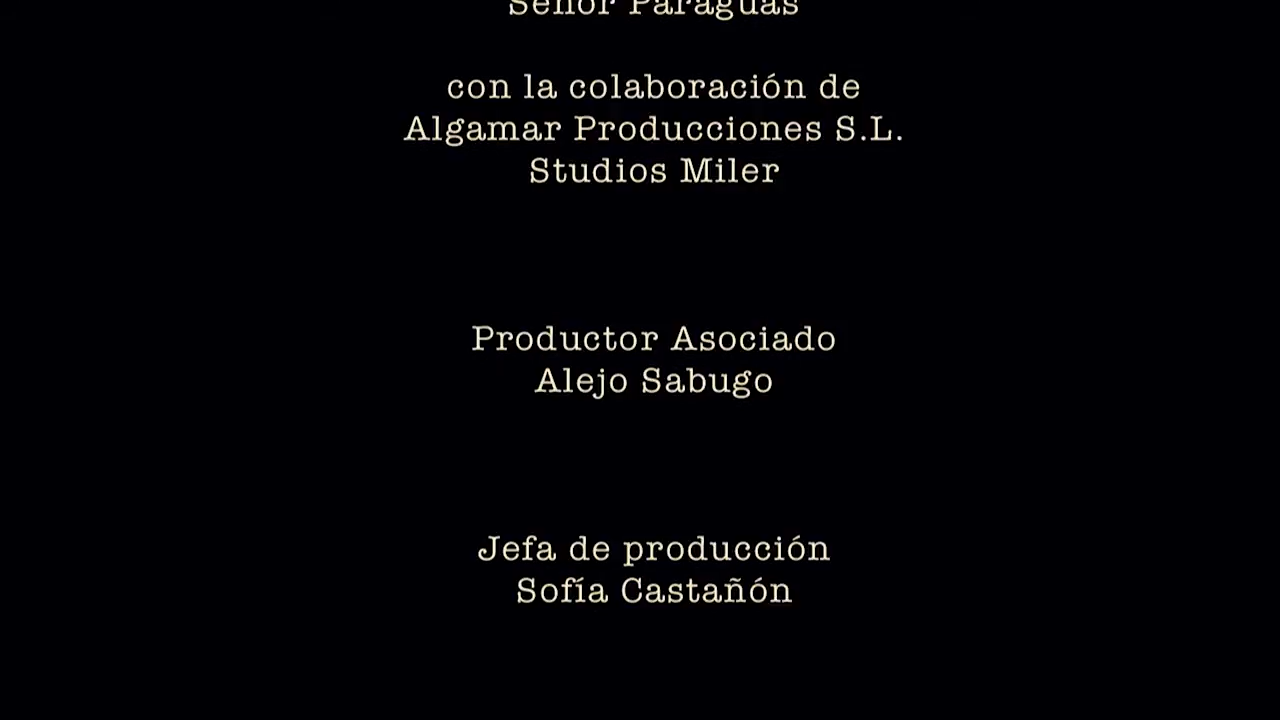 Señor Paraguas
con la colaboración de
Algamar Producciones S.L.
Studios Miler
Productor Asociado
Alejo Sabugo
Jefa de producción
Sofía Castañón